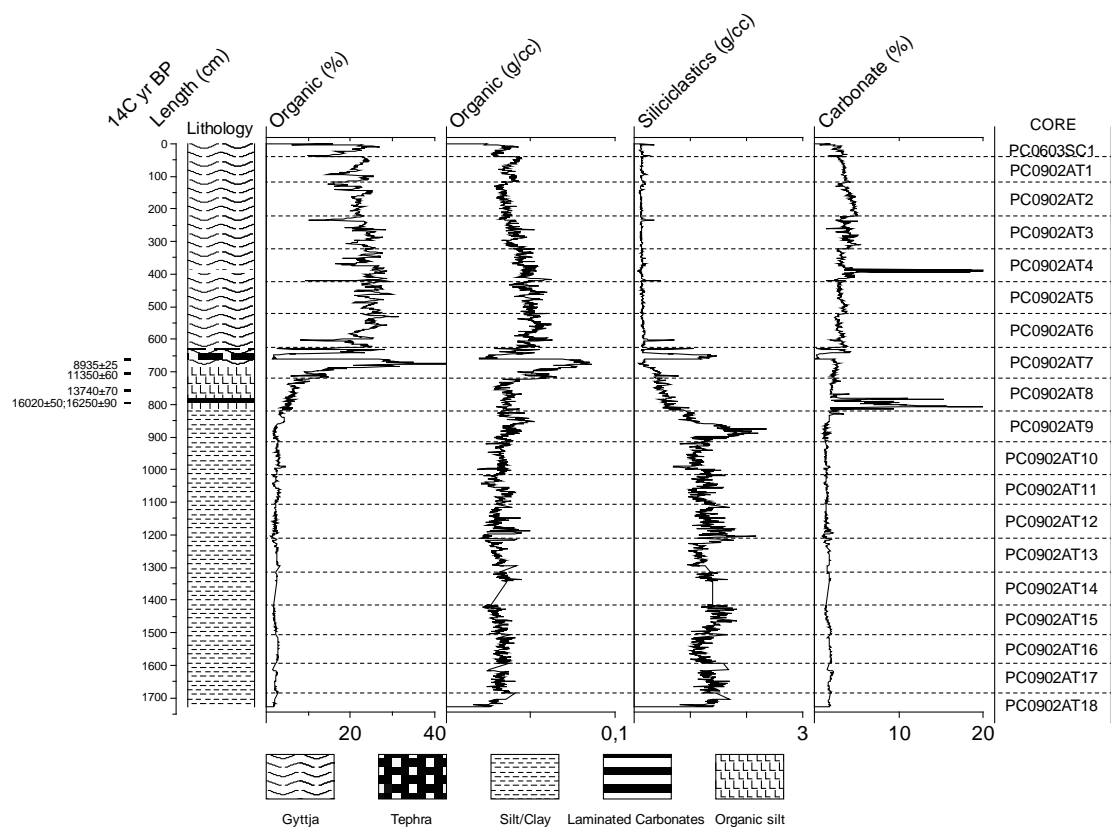 14C yr BP
Length (cm)
Lithology
Organic (%)
Organic (g/cc)
Siliciclastics (g/cc)
Carbonate (%)
CORE
0
100
200
300
400
500
600
700
800
900
1000
1100
1200
1300
1400
1500
1600
1700
8935±25
11350±60
13740±70
16020±50;16250±90
PC0603SC1
PC0902AT1
PC0902AT2
PC0902AT3
PC0902AT4
PC0902AT5
PC0902AT6
PC0902AT7
PC0902AT8
PC0902AT9
PC0902AT10
PC0902AT11
PC0902AT12
PC0902AT13
PC0902AT14
PC0902AT15
PC0902AT16
PC0902AT17
PC0902AT18
20 40 0,1 3 10 20
Gyttja Tephra Silt/Clay Laminated Carbonates Organic silt